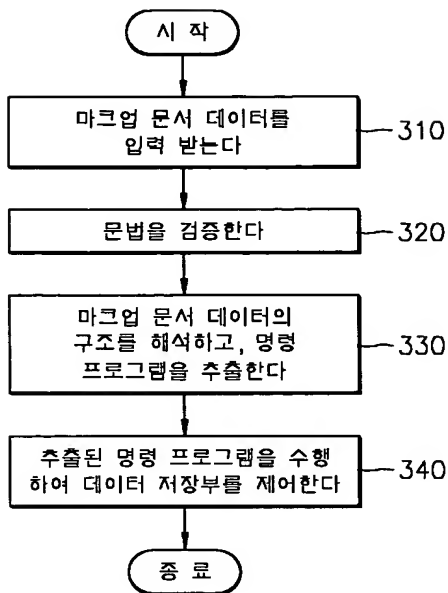 시 작
마크업 문서 데이터를
입력 받는다
310
문법을 검증한다
320
마크업 문서 데이터의
구조를 해석하고, 명령
프로그램을 추출한다
330
추출된 명령 프로그램을 수행
하여 데이터 저장부를 제어한다
340
종 료